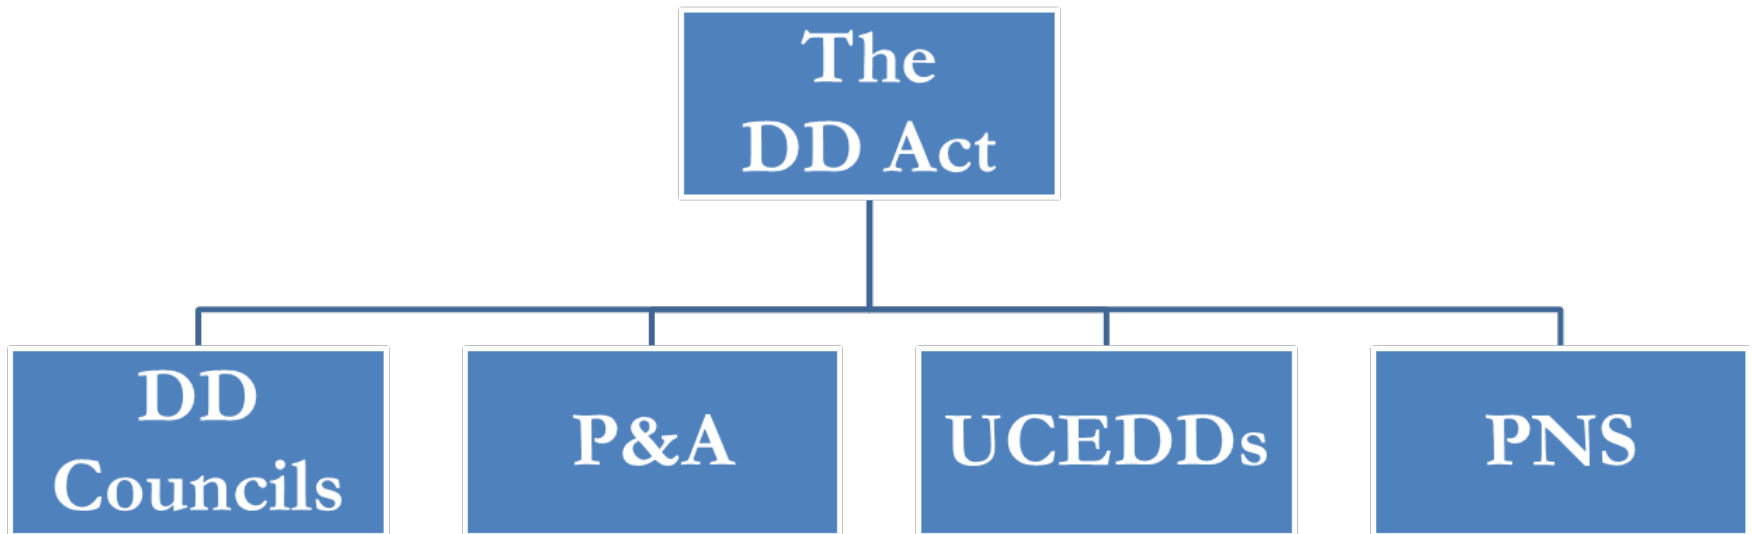 The
DD Act
DD
Councils
P&A
UCEDDs
PNS